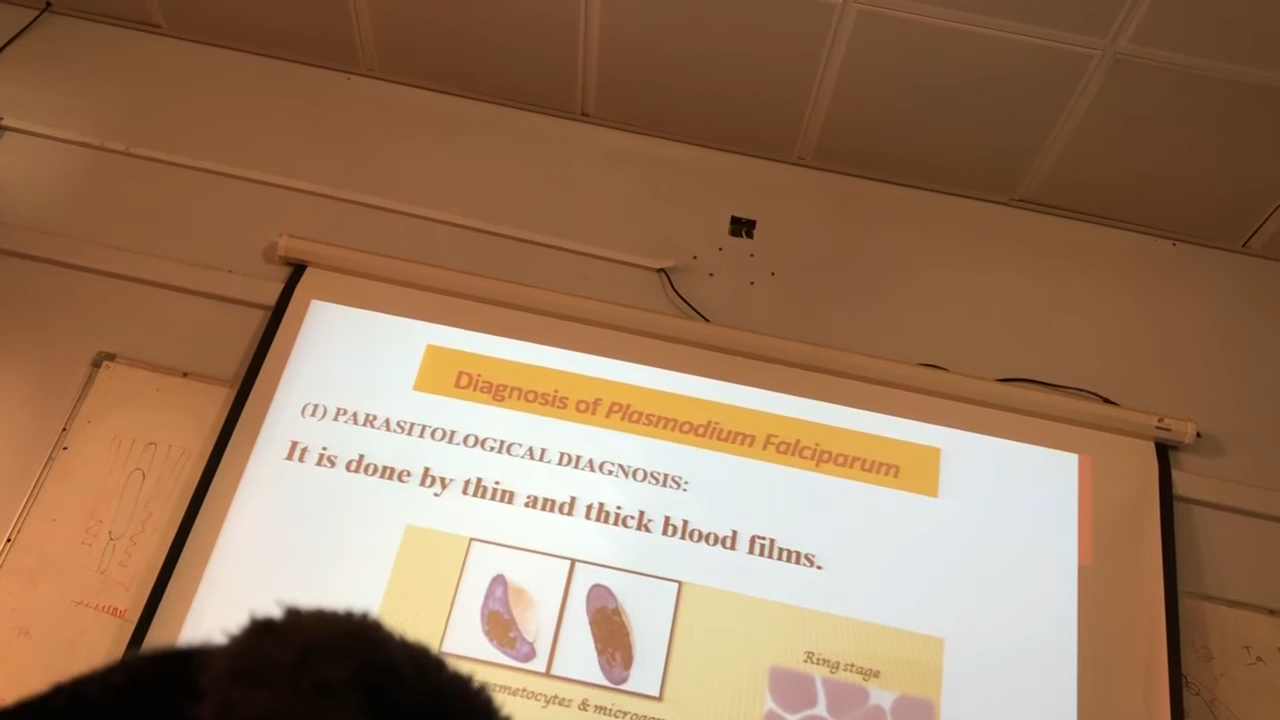 Diagnosis of Plasmodium Falciparum
(1) PARASITOLOGICAL DIAGNOSIS:
It is done by thin and thick blood films.
Ring stage